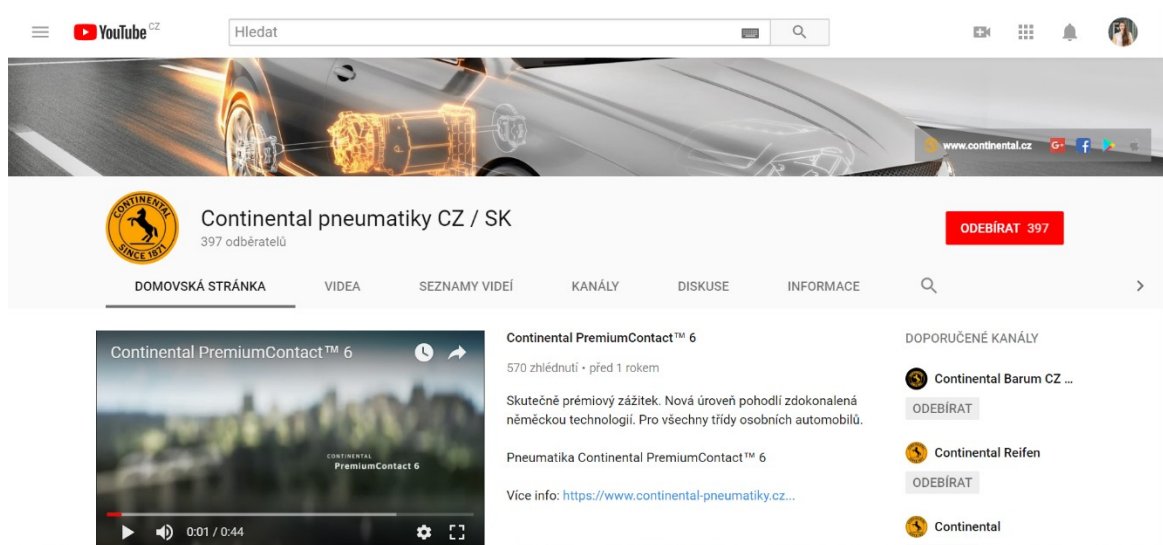 YouTube CZ
Hledat
www.continental.cz
CONTINENTAL
SINCE 1871
Continental pneumatiky CZ / SK
397 odběratelů
ODEBÍRAT 397
DOMOVSKÁ STRÁNKA VIDEA SEZNAMY VIDEÍ KANÁLY DISKUSE INFORMACE
Continental PremiumContact™ 6
CONTINENTAL
PremiumContact 6
0:01 / 0:44
Continental PremiumContact™ 6
570 zhlédnutí • před 1 rokem
Skutečně prémiový zážitek. Nová úroveň pohodlí zdokonalená
německou technologií. Pro všechny třídy osobních automobilů.
Pneumatika Continental PremiumContact™ 6
Více info: https://www.continental-pneumatiky.cz...
DOPORUČENÉ KANÁLY
Continental Barum CZ ...
ODEBÍRAT
Continental Reifen
ODEBÍRAT
Continental